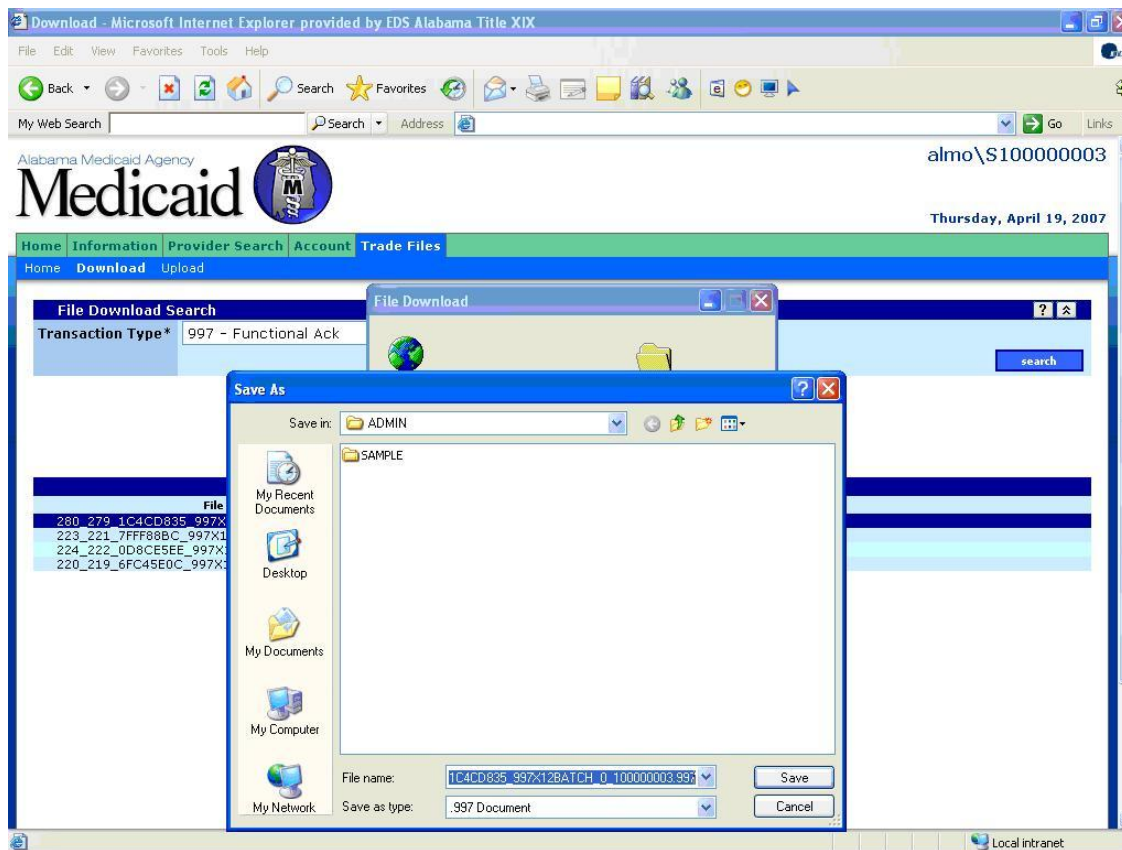 Download - Microsoft Internet Explorer provided by EDS Alabama Title XIX
File Edit View Favorites Tools Help
Back Search Favorites
My Web Search Search Address Go Links
Alabama Medicaid Agency
Medicaid
M
almo\S100000003
Thursday, April 19, 2007
Home Information Provider Search Account Trade Files
Home Download Upload
File Download
File Download Search ?
Transaction Type* 997 - Functional Ack
search
Save As ?
Save in: ADMIN
SAMPLE
My Recent
Documents
Desktop
My Documents
My Computer
My Network
File
280_279_1C4CD835_997X
223_221_7FFF88BC_997X1
224_222_0D8CE5EE_997X
220_219_6FC45E0C_997X
File name: 1C4CD835_997X12BATCH_0_100000003.997 Save
Save as type: .997 Document Cancel
Local intranet